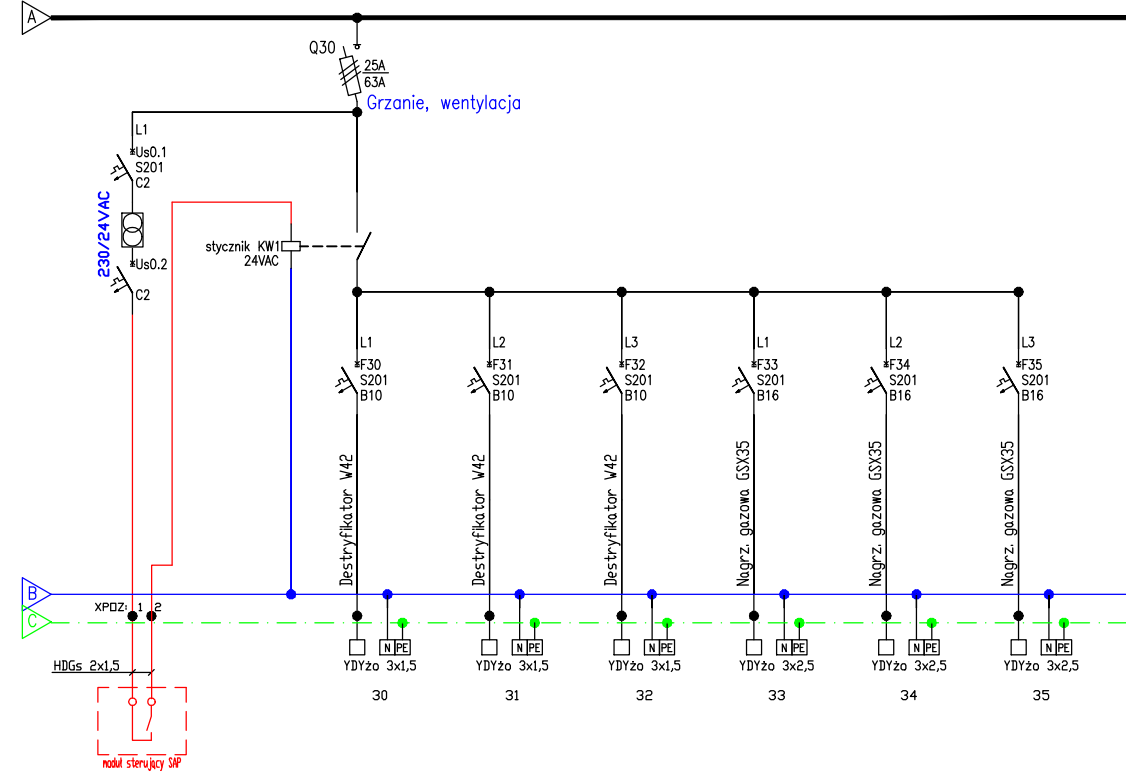 A
Q30
25A
63A
Grzanie, wentylacja
L1
Us0.1
S201
C2
230/24VAC
Us0.2
C2
stycznik KW1
24VAC
L1
F30
S201
B10
L2
F31
S201
B10
L3
F32
S201
B10
L1
F33
S201
B16
L2
F34
S201
B16
L3
F35
S201
B16
Destryfikator W42
Destryfikator W42
Destryfikator W42
Nagrz. gazowa GSX35
Nagrz. gazowa GSX35
Nagrz. gazowa GSX35
B
XPOZ: 1 2
C
N PE
N PE
N PE
N PE
N PE
N PE
YDYżo 3x1,5
YDYżo 3x1,5
YDYżo 3x1,5
YDYżo 3x2,5
YDYżo 3x2,5
YDYżo 3x2,5
HDGs 2x1,5
30
31
32
33
34
35
moduł sterujący SAP